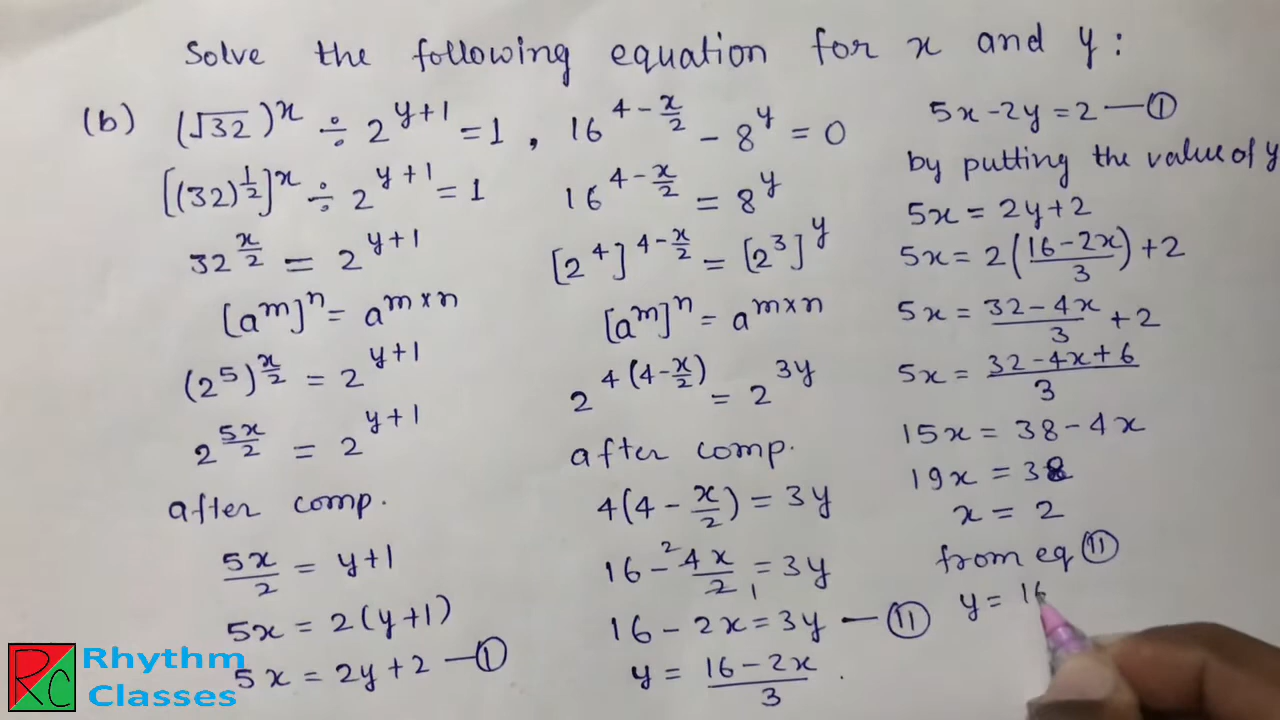 Solve the following equation for x and y :
(b) (√32)^x ÷ 2^(y+1) = 1 , 16^(4-x/2) - 8^y = 0
[(32)^(1/2)]^x ÷ 2^(y+1) = 1
32^(x/2) = 2^(y+1)
[a^m]^n = a^(m×n)
(2^5)^(x/2) = 2^(y+1)
2^(5x/2) = 2^(y+1)
after comp.
5x/2 = y+1
5x = 2(y+1)
5x = 2y+2 — ①
16^(4-x/2) = 8^y
[2^4]^(4-x/2) = [2^3]^y
[a^m]^n = a^(m×n)
2^(4(4-x/2)) = 2^(3y)
after comp.
4(4-x/2) = 3y
16 - ²4x/2₁ = 3y
16 - 2x = 3y — ⑪
y = (16-2x)/3 .
5x-2y = 2 — ①
by putting the value of y
5x = 2y+2
5x = 2((16-2x)/3)+2
5x = (32-4x)/3 + 2
5x = (32-4x+6)/3
15x = 38-4x
19x = 38
x = 2
from eq ⑪
y = 16
Rhythm
RC Classes